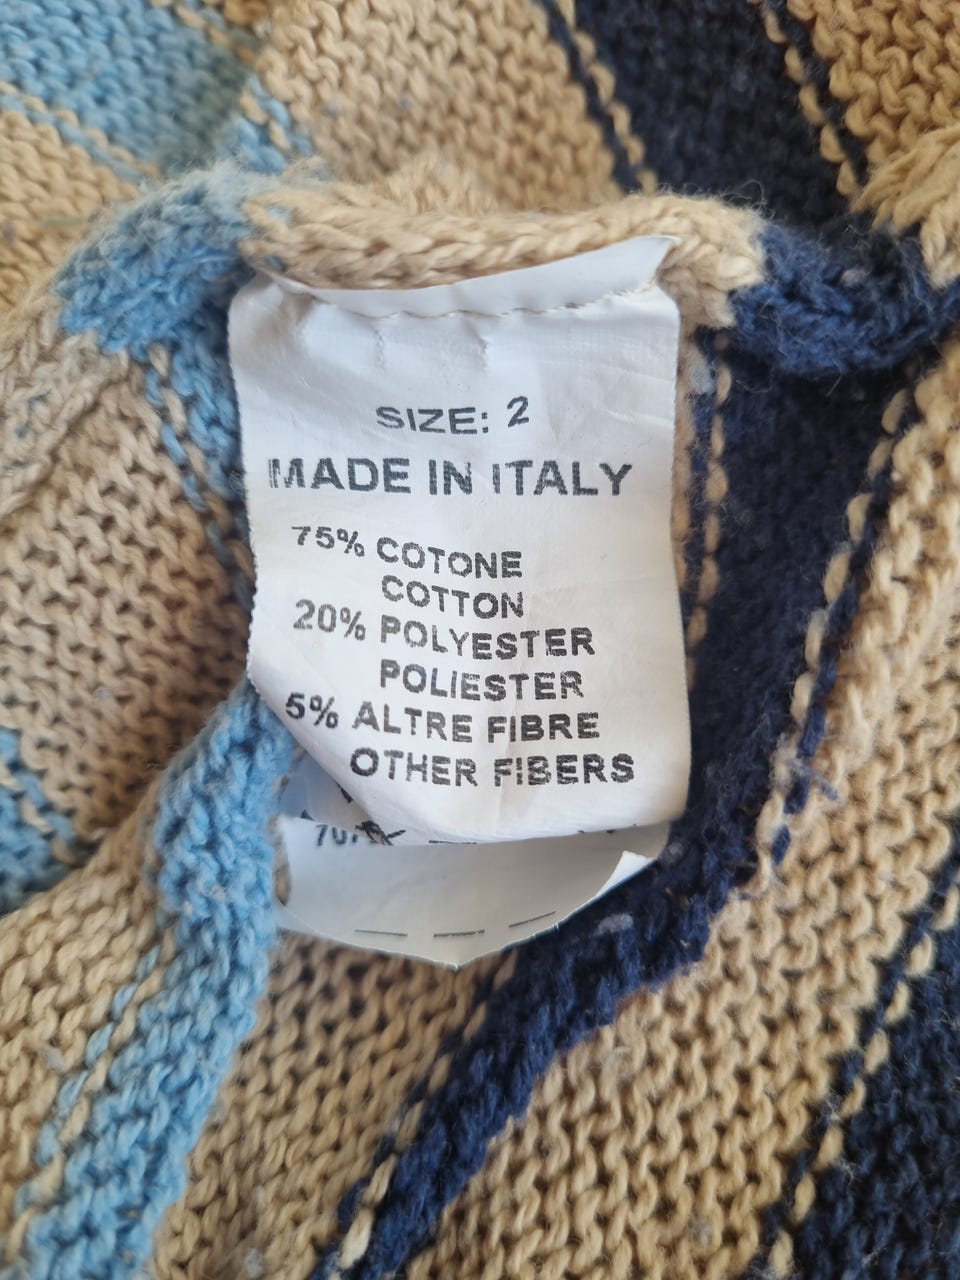 SIZE: 2
MADE IN ITALY
75% COTONE
COTTON
20% POLYESTER
POLIESTER
5% ALTRE FIBRE
OTHER FIBERS